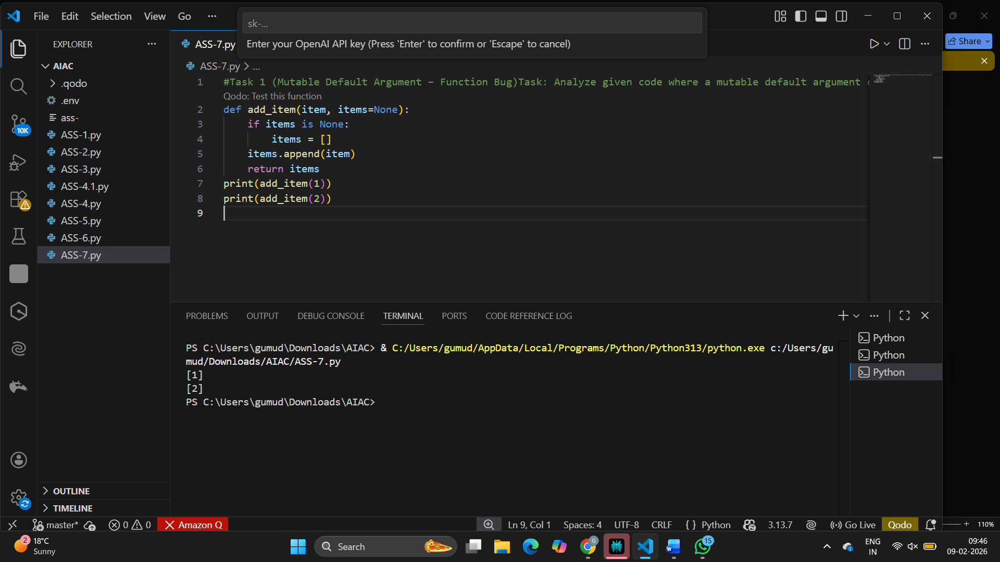 File Edit Selection View Go ...
sk-...
Enter your OpenAI API key (Press 'Enter' to confirm or 'Escape' to cancel)
Share
EXPLORER
AIAC
.qodo
.env
ass-
ASS-1.py
ASS-2.py
ASS-3.py
ASS-4.1.py
ASS-4.py
ASS-5.py
ASS-6.py
ASS-7.py
OUTLINE
TIMELINE
10K
ASS-7.py
ASS-7.py > ...
1 #Task 1 (Mutable Default Argument – Function Bug)Task: Analyze given code where a mutable default argument
Qodo: Test this function
2 def add_item(item, items=None):
3 if items is None:
4 items = []
5 items.append(item)
6 return items
7 print(add_item(1))
8 print(add_item(2))
9
PROBLEMS OUTPUT DEBUG CONSOLE TERMINAL PORTS CODE REFERENCE LOG
PS C:\Users\gumud\Downloads\AIAC> & C:/Users/gumud/AppData/Local/Programs/Python/Python313/python.exe c:/Users/gu
mud/Downloads/AIAC/ASS-7.py
[1]
[2]
PS C:\Users\gumud\Downloads\AIAC>
Python
Python
Python
master* 0 0 Amazon Q Ln 9, Col 1 Spaces: 4 UTF-8 CRLF { } Python 3.13.7 Go Live Qodo 110%
2 18°C
Sunny
Search
G
15
ENG
IN
09:46
09-02-2026